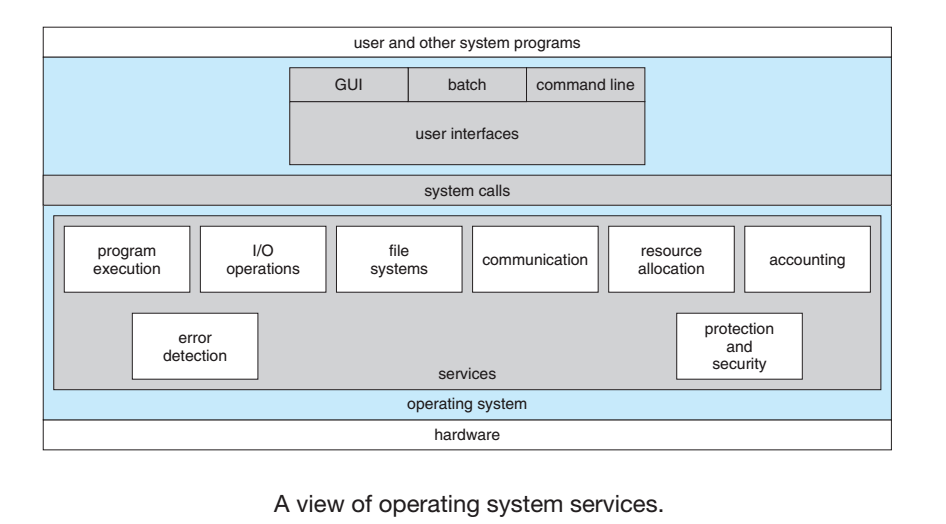 user and other system programs
GUI
batch
command line
user interfaces
system calls
program
execution
I/O
operations
file
systems
communication
resource
allocation
accounting
error
detection
protection
and
security
services
operating system
hardware
A view of operating system services.